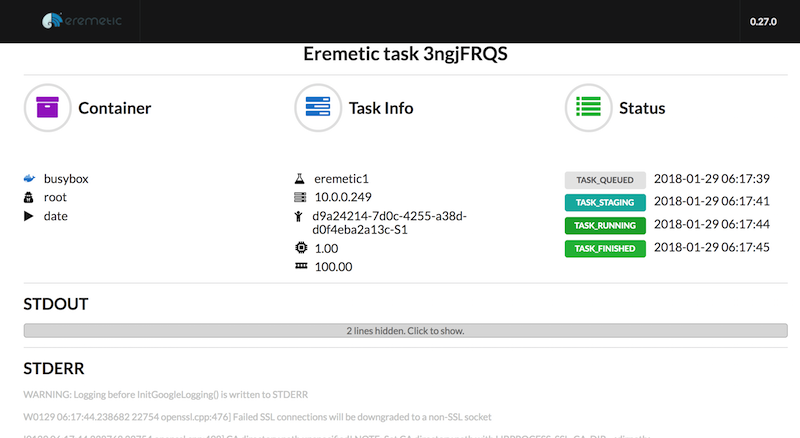 eremetic
0.27.0
Eremetic task 3ngjFRQS
Container
Task Info
Status
busybox
root
date
eremetic1
10.0.0.249
d9a24214-7d0c-4255-a38d-
d0f4eba2a13c-S1
1.00
100.00
TASK_QUEUED 2018-01-29 06:17:39
TASK_STAGING 2018-01-29 06:17:41
TASK_RUNNING 2018-01-29 06:17:44
TASK_FINISHED 2018-01-29 06:17:45
STDOUT
2 lines hidden. Click to show.
STDERR
WARNING: Logging before InitGoogleLogging() is written to STDERR
W0129 06:17:44.238682 22754 openssl.cpp:476] Failed SSL connections will be downgraded to a non-SSL socket